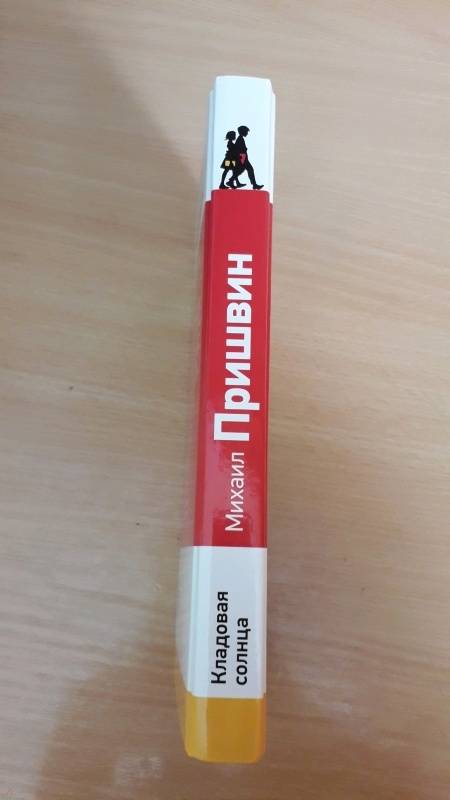 Михаил Пришвин
Кладовая
солнца